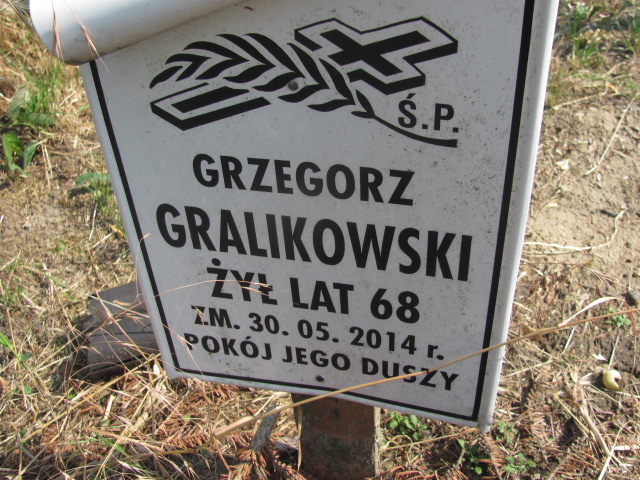 Ś.P.
GRZEGORZ
GRALIKOWSKI
ŻYŁ LAT 68
ZM. 30. 05. 2014 r.
POKÓJ JEGO DUSZY